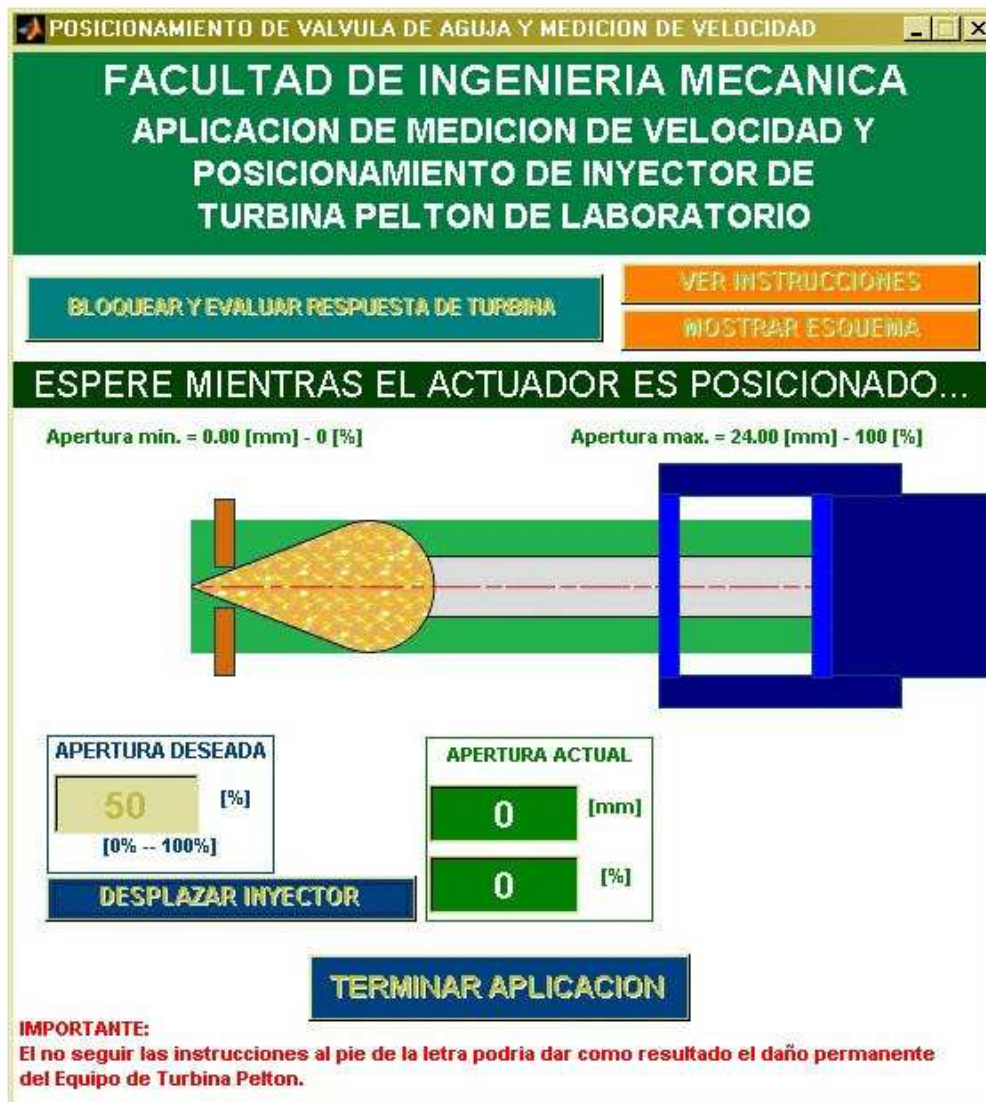 POSICIONAMIENTO DE VALVULA DE AGUJA Y MEDICION DE VELOCIDAD
FACULTAD DE INGENIERIA MECANICA
APLICACION DE MEDICION DE VELOCIDAD Y
POSICIONAMIENTO DE INYECTOR DE
TURBINA PELTON DE LABORATORIO
BLOQUEAR Y EVALUAR RESPUESTA DE TURBINA
VER INSTRUCCIONES
MOSTRAR ESQUEMA
ESPERE MIENTRAS EL ACTUADOR ES POSICIONADO...
Apertura min. = 0.00 [mm] - 0 [%]
Apertura max. = 24.00 [mm] - 100 [%]
APERTURA DESEADA
50 [%]
[0% -- 100%]
DESPLAZAR INYECTOR
APERTURA ACTUAL
0 [mm]
0 [%]
TERMINAR APLICACION
IMPORTANTE:
El no seguir las instrucciones al pie de la letra podria dar como resultado el daño permanente
del Equipo de Turbina Pelton.